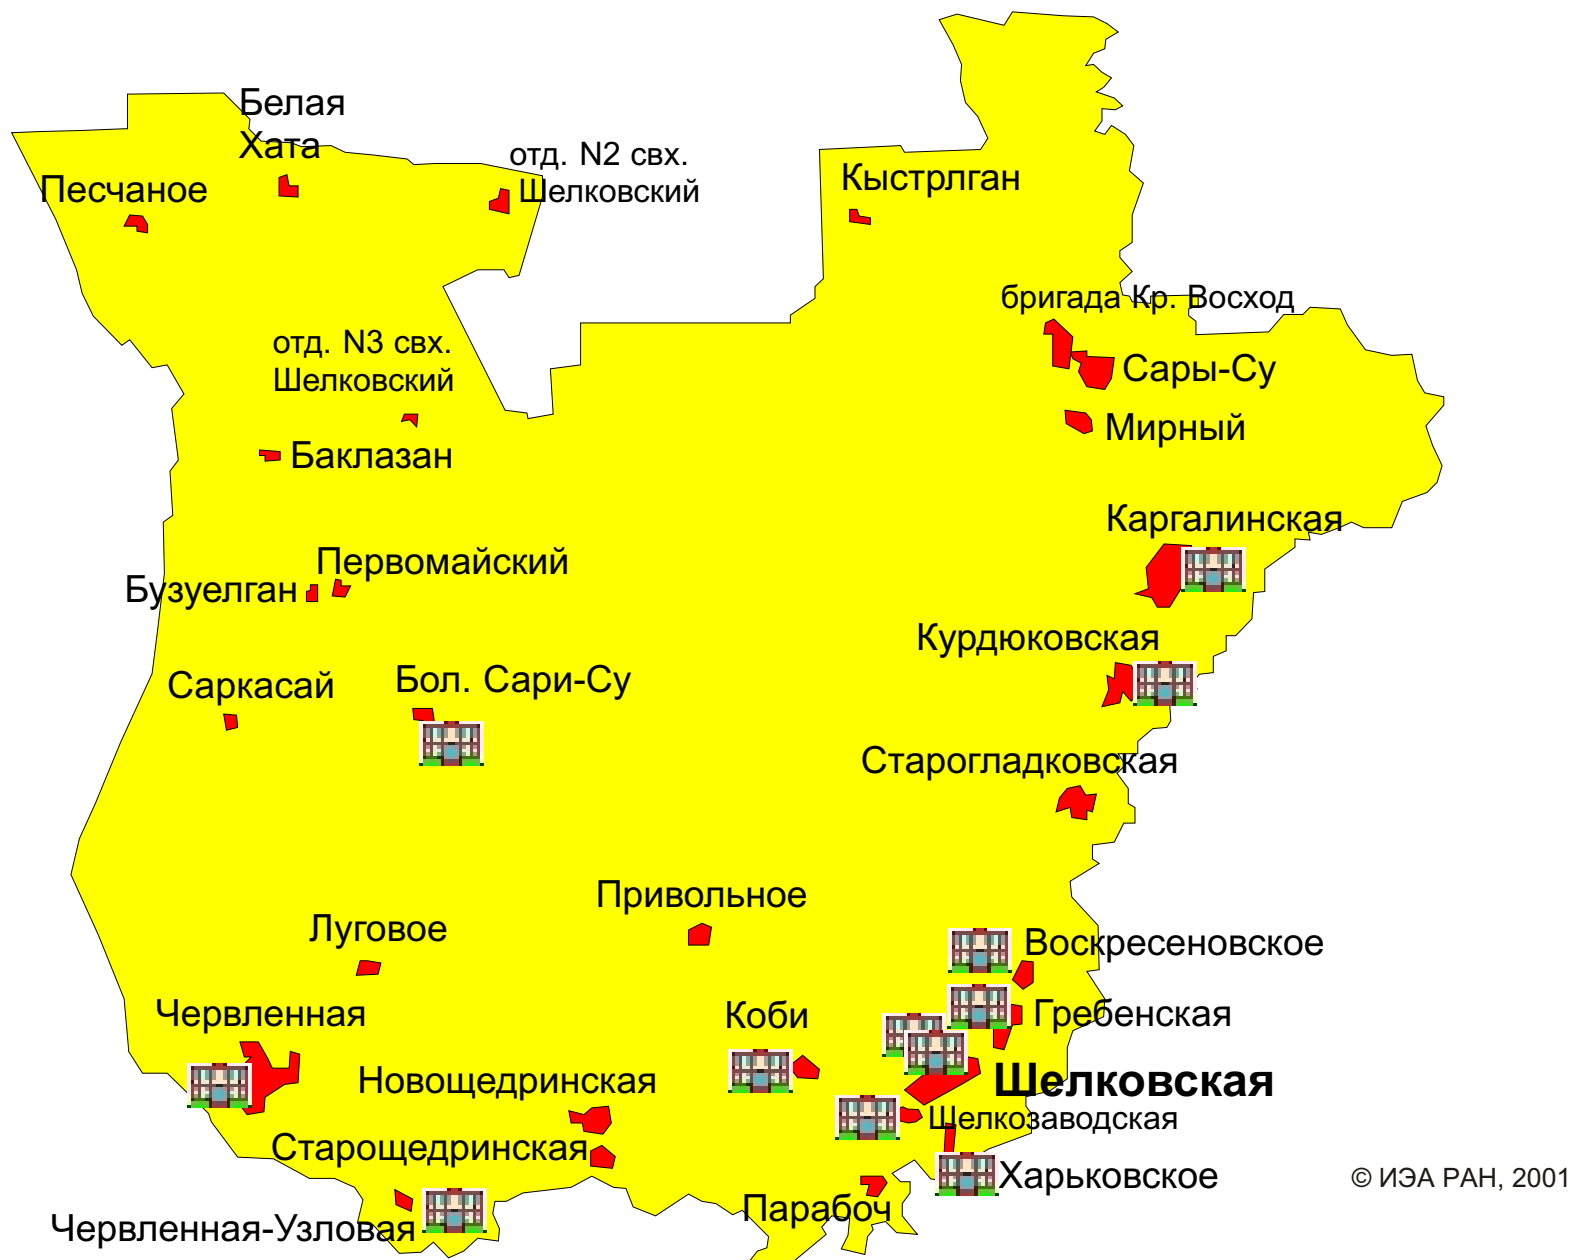 Белая
Хата
отд. N2 свх.
Шелковский
Песчаное
Кыстрлган
бригада Кр. Восход
отд. N3 свх.
Шелковский
Сары-Су
Мирный
Баклазан
Каргалинская
Первомайский
Бузуелган
Курдюковская
Саркасай
Бол. Сари-Су
Старогладковская
Привольное
Луговое
Воскресеновское
Червленная
Коби
Гребенская
Новощедринская
Шелковская
Шелкозаводская
Старощедринская
Харьковское
© ИЭА РАН, 2001
Парабоч
Червленная-Узловая